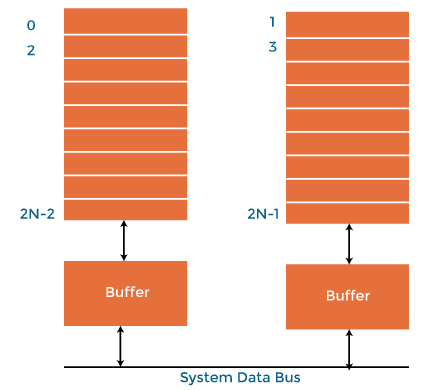 0
2
2N-2
1
3
2N-1
Buffer
Buffer
System Data Bus